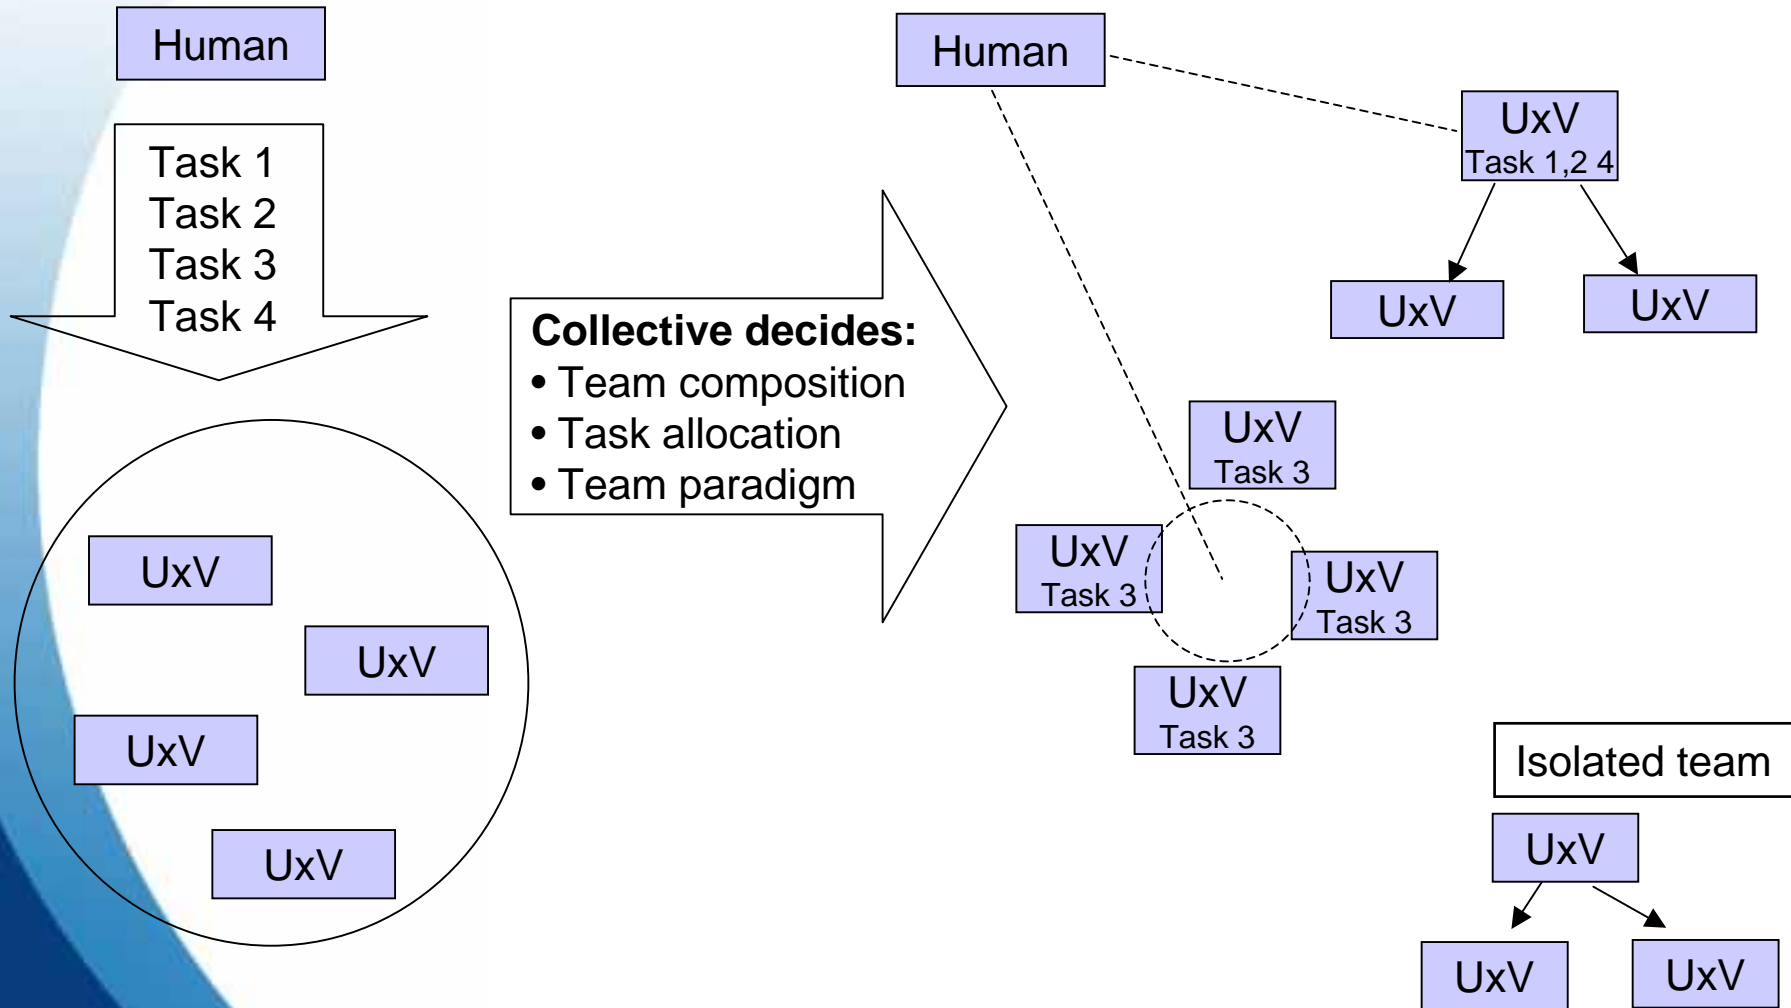 Human
Task 1
Task 2
Task 3
Task 4
UxV
UxV
UxV
UxV
Collective decides:
• Team composition
• Task allocation
• Team paradigm
Human
UxV
Task 1,2 4
UxV
UxV
UxV
Task 3
UxV
Task 3
UxV
Task 3
UxV
Task 3
Isolated team
UxV
UxV
UxV